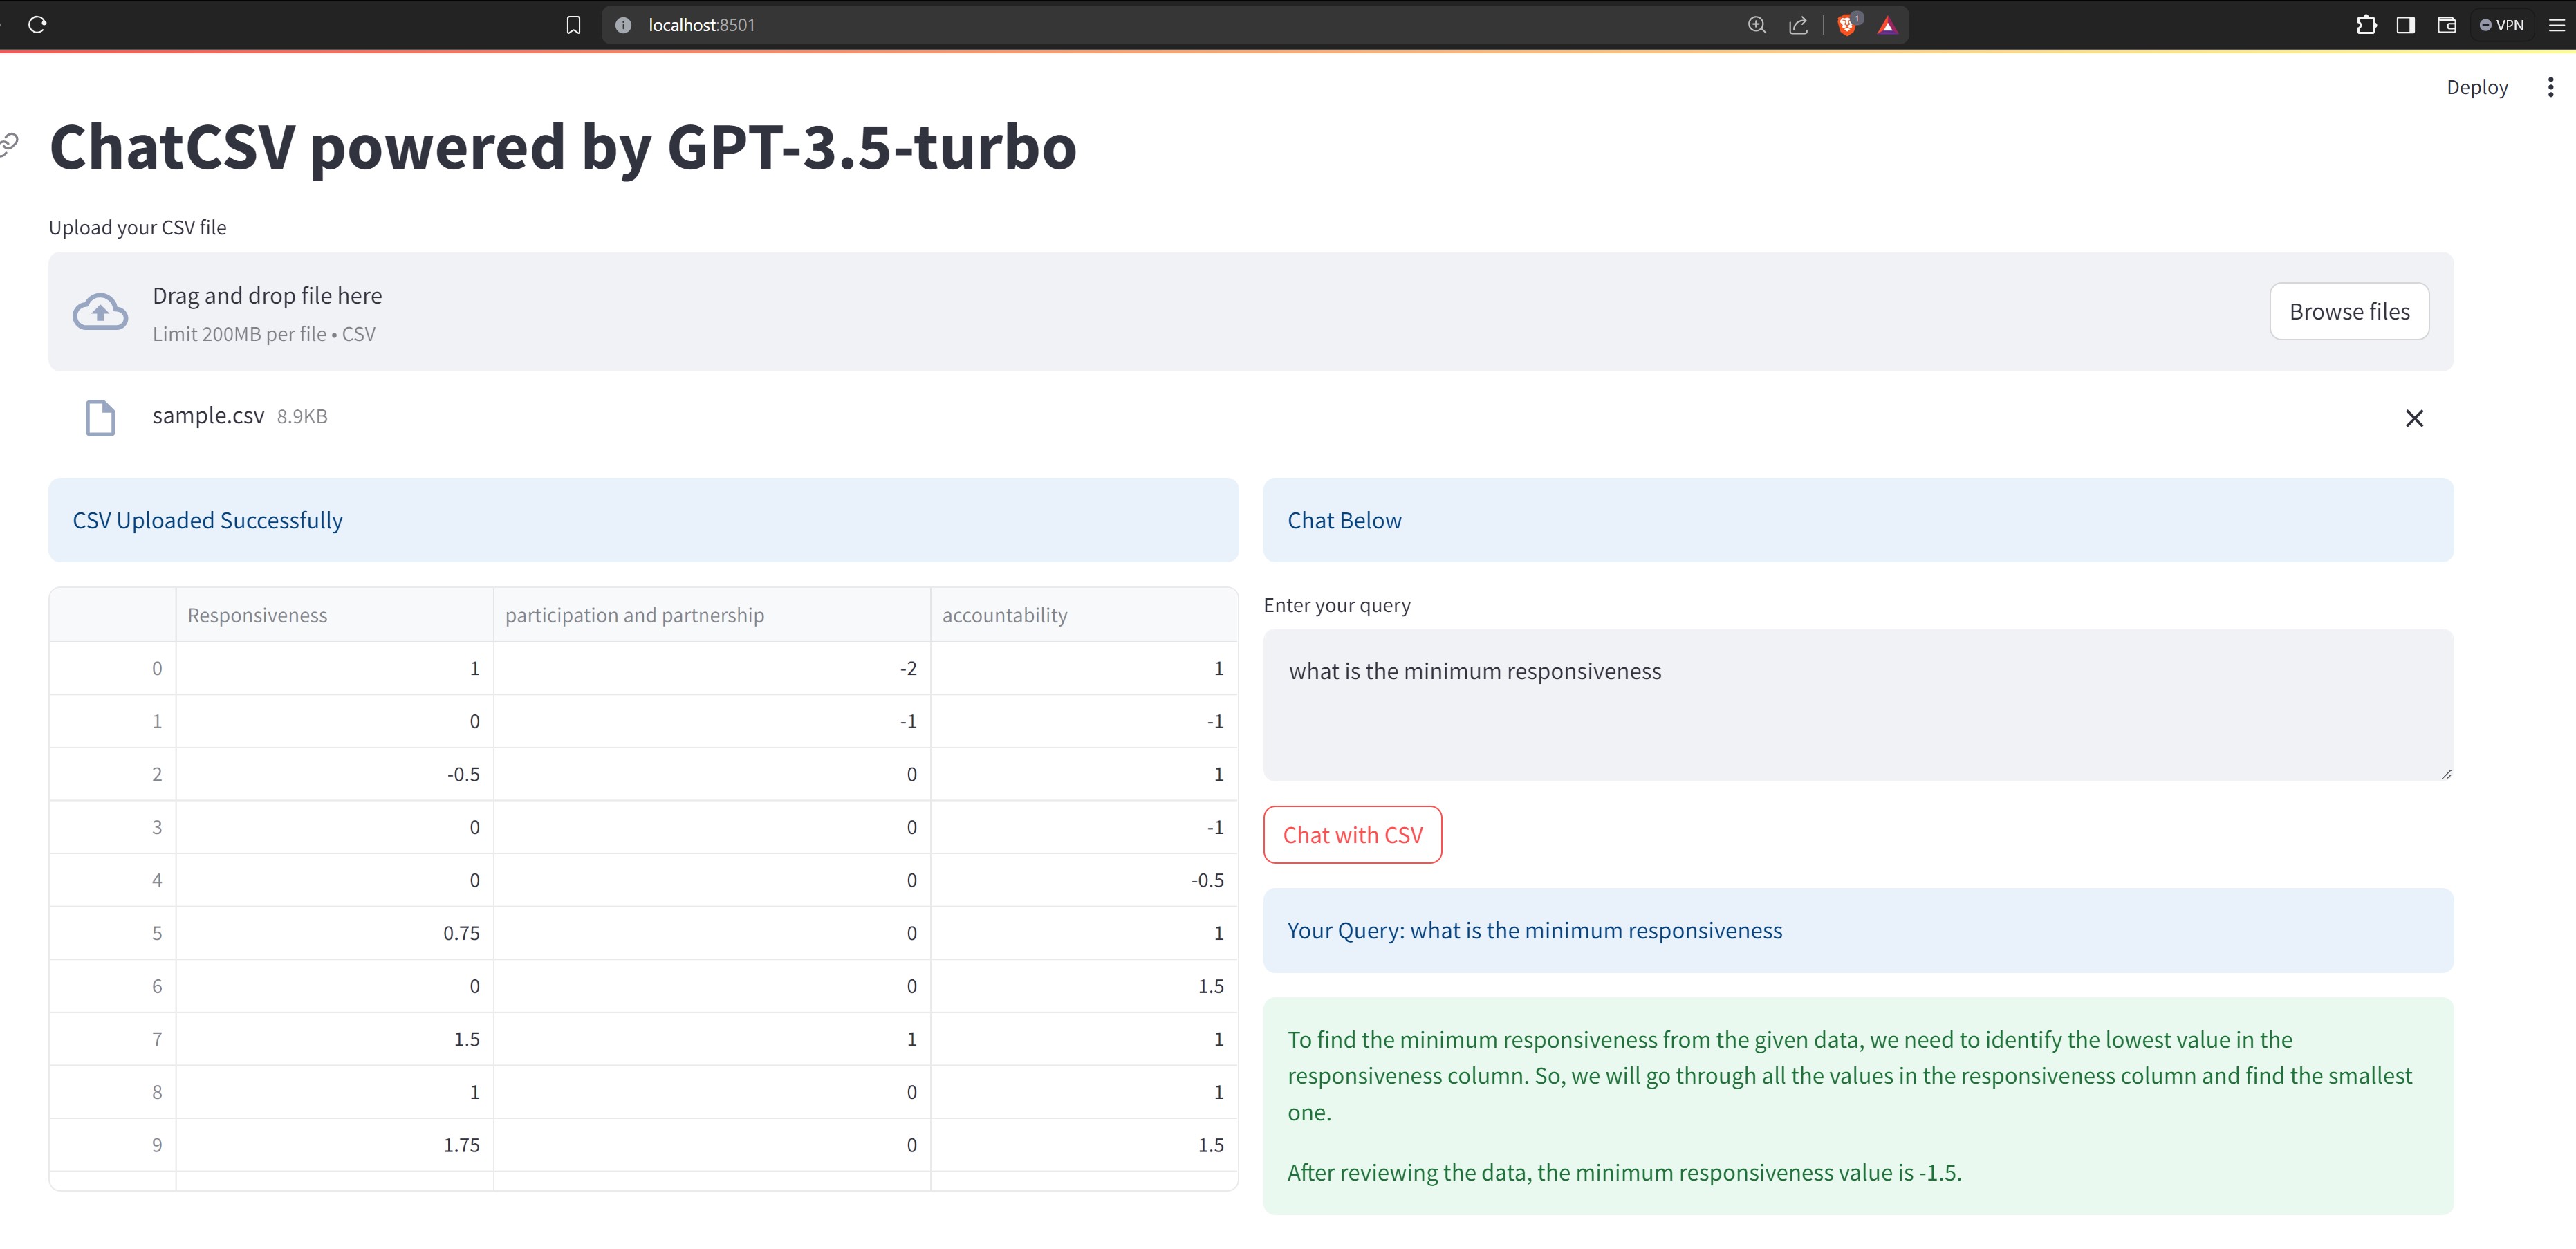 localhost:8501
1
VPN
Deploy
ChatCSV powered by GPT-3.5-turbo
Upload your CSV file
Drag and drop file here
Limit 200MB per file • CSV
Browse files
sample.csv 8.9KB
CSV Uploaded Successfully
Responsiveness participation and partnership accountability
0 1 -2 1
1 0 -1 -1
2 -0.5 0 1
3 0 0 -1
4 0 0 -0.5
5 0.75 0 1
6 0 0 1.5
7 1.5 1 1
8 1 0 1
9 1.75 0 1.5
Chat Below
Enter your query
what is the minimum responsiveness
Chat with CSV
Your Query: what is the minimum responsiveness
To find the minimum responsiveness from the given data, we need to identify the lowest value in the
responsiveness column. So, we will go through all the values in the responsiveness column and find the smallest
one.
After reviewing the data, the minimum responsiveness value is -1.5.